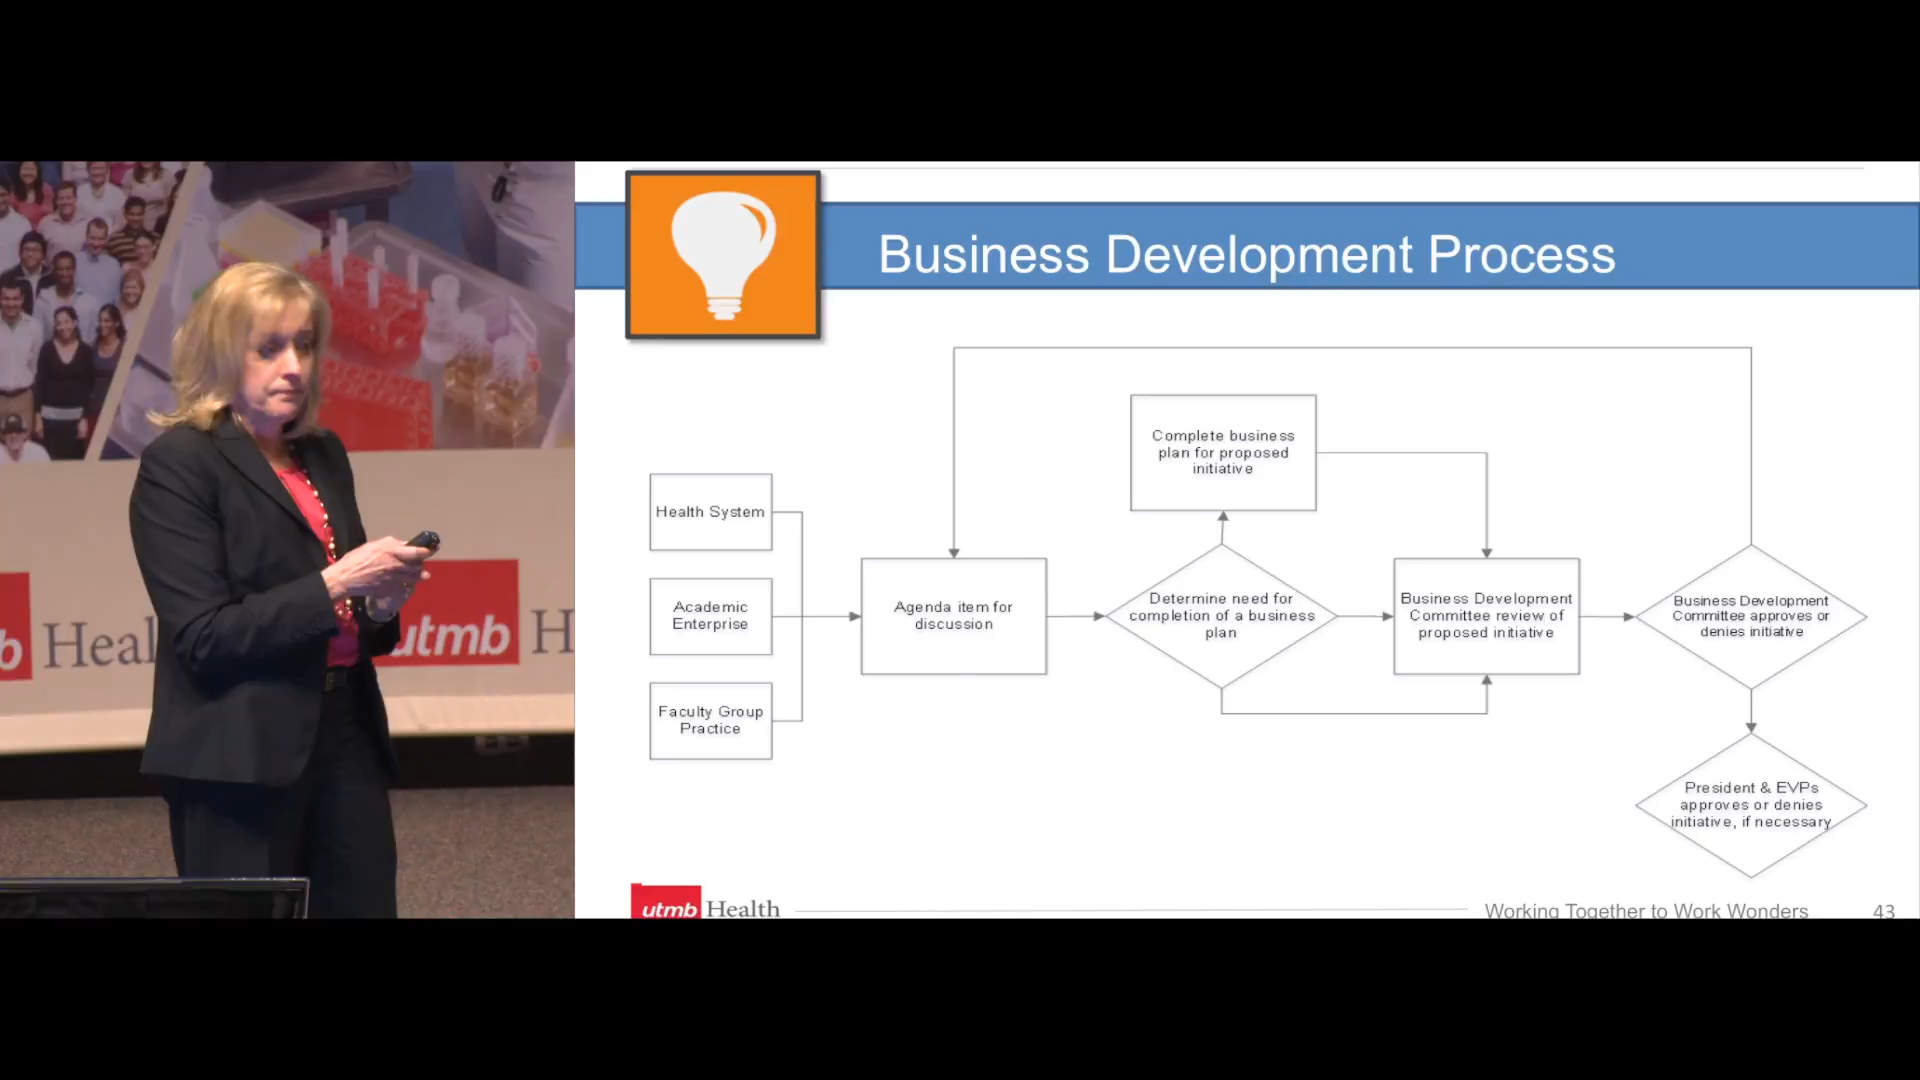 Business Development Process
Complete business
plan for proposed
initiative
Health System
Academic
Enterprise
Faculty Group
Practice
Agenda item for
discussion
Determine need for
completion of a business
plan
Business Development
Committee review of
proposed initiative
Business Development
Committee approves or
denies initiative
President & EVPs
approves or denies
initiative, if necessary
b Heal
utmb H
utmb Health
Working Together to Work Wonders
43